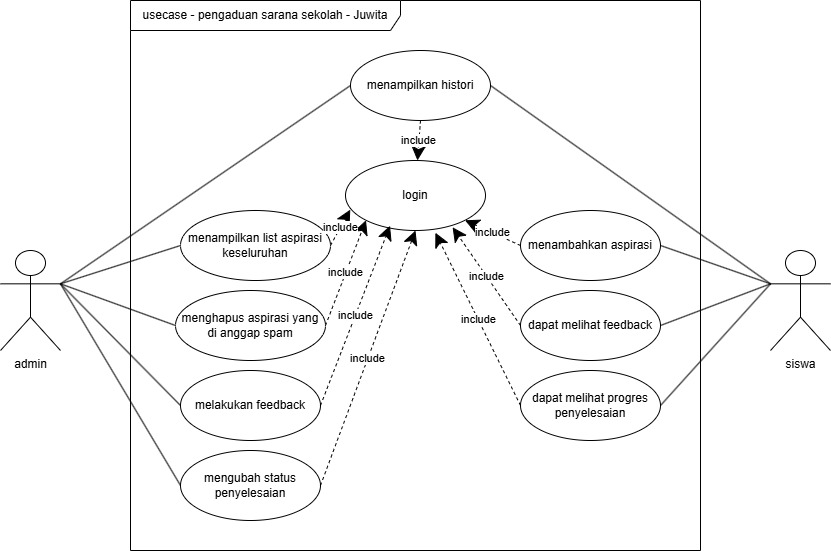 usecase - pengaduan sarana sekolah - Juwita
menampilkan histori
include
login
menampilkan list aspirasi
keseluruhan
include
include
menambahkan aspirasi
include
include
menghapus aspirasi yang
di anggap spam
include
include
dapat melihat feedback
admin
siswa
include
melakukan feedback
dapat melihat progres
penyelesaian
mengubah status
penyelesaian